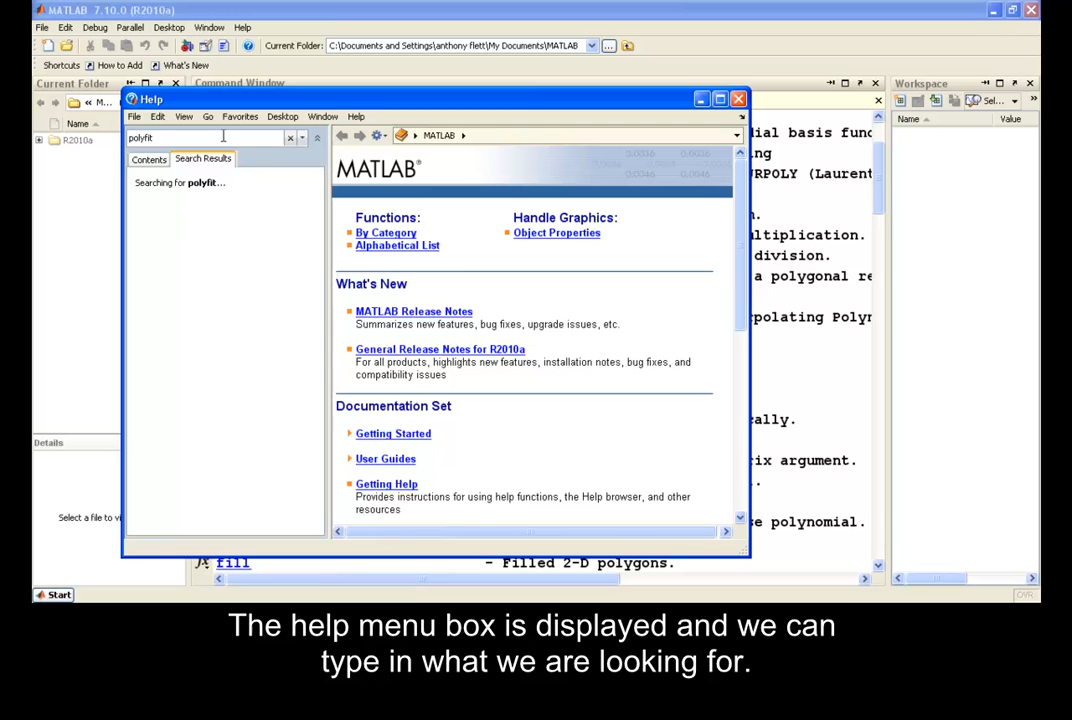 MATLAB 7.10.0 (R2010a)
File Edit Debug Parallel Desktop Window Help
Current Folder: C:\Documents and Settings\anthony flett\My Documents\MATLAB
Shortcuts How to Add What's New
Current Folder
Command Window
Workspace
« M...
Sel...
Name
Name Value
R2010a
Help
File Edit View Go Favorites Desktop Window Help
polyfit
MATLAB
Contents Search Results
Searching for polyfit...
MATLAB®
Functions:
By Category
Alphabetical List
Handle Graphics:
Object Properties
What's New
MATLAB Release Notes
Summarizes new features, bug fixes, upgrade issues, etc.
General Release Notes for R2010a
For all products, highlights new features, installation notes, bug fixes, and
compatibility issues
Documentation Set
Getting Started
User Guides
Getting Help
Provides instructions for using help functions, the Help browser, and other
resources
dial basis func
ng
URPOLY (Laurent
n.
ultiplication.
division.
a polygonal re
rpolating Polyn
cally.
ix argument.
.
se polynomial.
fill - Filled 2-D polygons.
Details
Select a file to vi
Start
OVR
The help menu box is displayed and we can
type in what we are looking for.